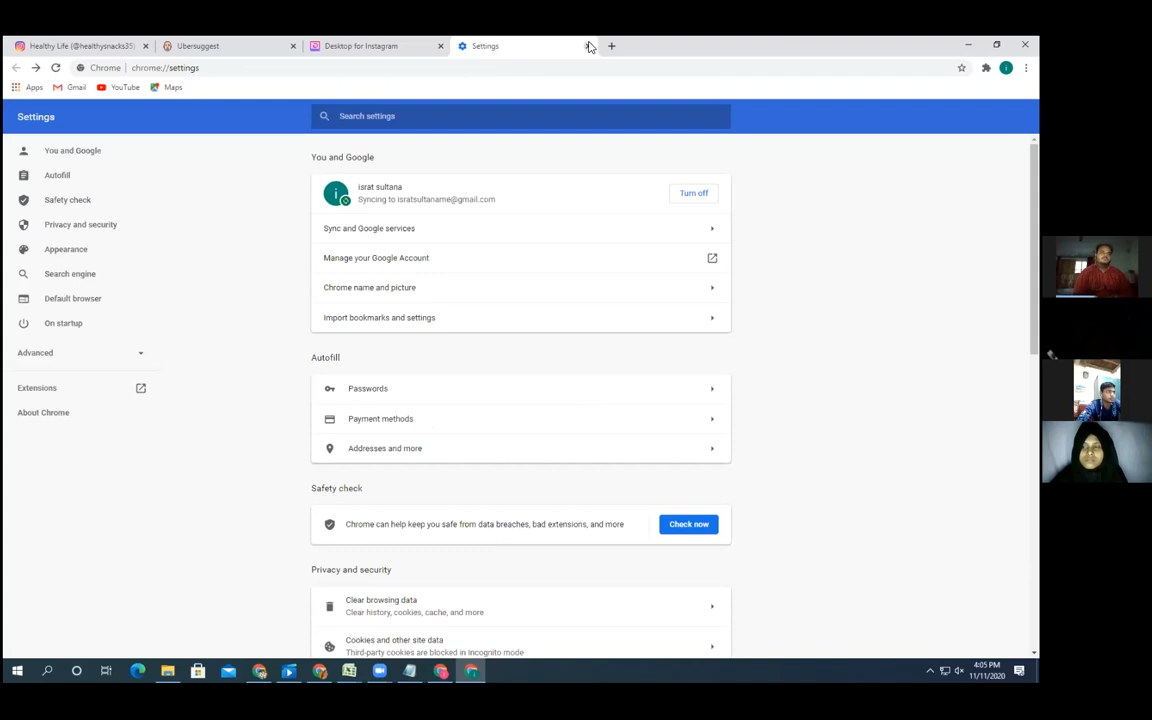 Healthy Life (@healthysnacks35)
Ubersuggest
Desktop for Instagram
Settings
Chrome | chrome://settings
Apps Gmail YouTube Maps
Settings
Search settings
You and Google
Autofill
Safety check
Privacy and security
Appearance
Search engine
Default browser
On startup
Advanced
Extensions
About Chrome
You and Google
israt sultana
Syncing to isratsultaname@gmail.com
Turn off
Sync and Google services
Manage your Google Account
Chrome name and picture
Import bookmarks and settings
Autofill
Passwords
Payment methods
Addresses and more
Safety check
Chrome can help keep you safe from data breaches, bad extensions, and more
Check now
Privacy and security
Clear browsing data
Clear history, cookies, cache, and more
Cookies and other site data
Third-party cookies are blocked in Incognito mode
4:05 PM
11/11/2020